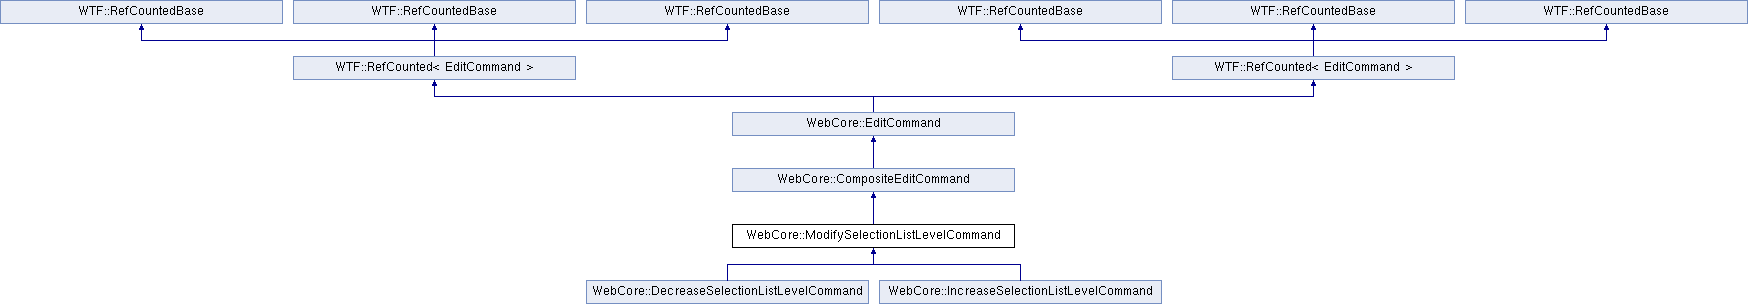 WTF::RefCountedBase
WTF::RefCountedBase
WTF::RefCountedBase
WTF::RefCountedBase
WTF::RefCountedBase
WTF::RefCountedBase
WTF::RefCounted< EditCommand >
WTF::RefCounted< EditCommand >
WebCore::EditCommand
WebCore::CompositeEditCommand
WebCore::ModifySelectionListLevelCommand
WebCore::DecreaseSelectionListLevelCommand
WebCore::IncreaseSelectionListLevelCommand